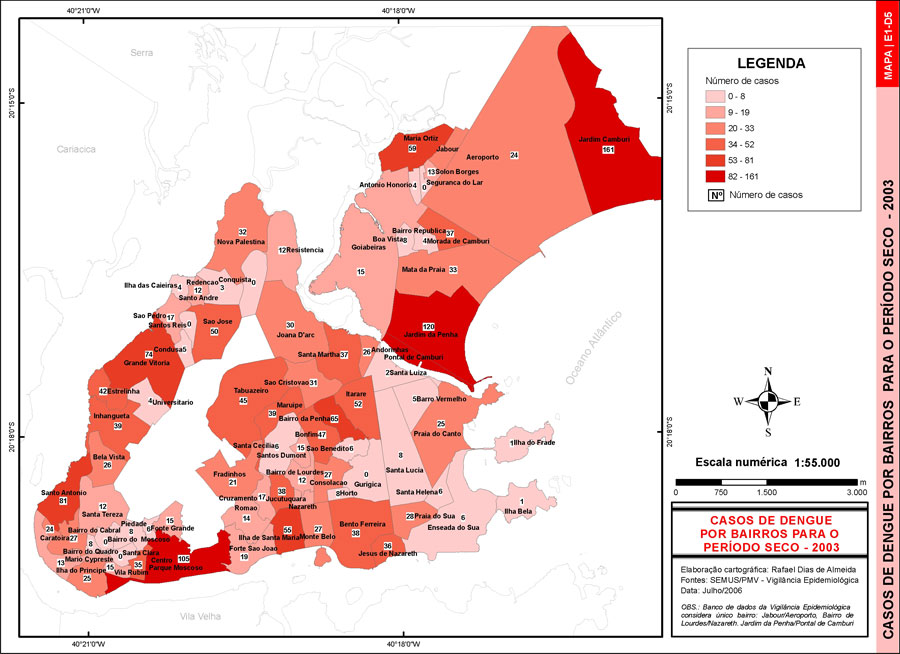 40°21'0"W
40°18'0"W
MAPA | E1-D5
CASOS DE DENGUE POR BAIRROS PARA O PERÍODO SECO - 2003
20°15'0"S
20°15'0"S
20°18'0"S
20°18'0"S
Serra
Cariacica
Vila Velha
Oceano Atlântico
LEGENDA
Número de casos
0 - 8
9 - 19
20 - 33
34 - 52
53 - 81
82 - 161
Nº Número de casos
Jardim Camburi
161
Maria Ortiz
59
Jabour
Aeroporto
24
13 Solon Borges
Antonio Honorio 4
0 Seguranca do Lar
Bairro Republica 37
Boa Vista 8
4 Morada de Camburi
Goiabeiras
15
Mata da Praia 33
120
Jardim da Penha
32
Nova Palestina
12 Resistencia
Ilha das Caieiras 4
Redencao
12
Conquista
3
0
Santo Andre
Sao Pedro 17
Santos Reis 0
Sao Jose
50
Condusa 5
74
Grande Vitoria
30
Joana D'arc
Santa Martha 37
26 Andorinhas
Pontal de Camburi
2 Santa Luiza
42 Estrelinha
4
Universitario
Inhangueta
39
Tabuazeiro
45
Sao Cristovao 31
Maruipe
39
Itarare
52
Bairro da Penha 65
Bonfim 47
5 Barro Vermelho
25
Praia do Canto
1 Ilha do Frade
Bela Vista
26
Santa Cecilia 6
15 Sao Benedito 6
Santos Dumont
Fradinhos
21
Bairro de Lourdes
12
27
Consolacao
0
Gurigica
8
Santa Lucia
Santo Antonio
81
Cruzamento 17
38
Jucutuquara
Nazareth
8 Horto
Santa Helena 6
1
Ilha Bela
12
Santa Tereza
Romao
14
28 Praia do Sua
6
Enseada do Sua
24
Caratoira 27
Piedade
8
Bairro do Cabral
8
6 Fonte Grande
15
0 Bairro do Moscoso
55
Ilha de Santa Maria
27
Monte Belo
Bento Ferreira
38
36
Jesus de Nazareth
Bairro do Quadro
0 Santa Clara
Mario Cypreste
13
15
35
Vila Rubim
Ilha do Principe
25
Centro
105
Parque Moscoso
Forte Sao Joao
19
N
W E
S
Escala numérica 1:55.000
0 750 1.500 3.000
m
CASOS DE DENGUE
POR BAIRROS PARA O
PERÍODO SECO - 2003
Elaboração cartográfica: Rafael Dias de Almeida
Fontes: SEMUS/PMV - Vigilância Epidemiológica
Data: Julho/2006
OBS.: Banco de dados da Vigilância Epidemiológica
considera único bairro: Jabour/Aeroporto, Bairro de
Lourdes/Nazareth. Jardim da Penha/Pontal de Camburi
40°21'0"W
40°18'0"W